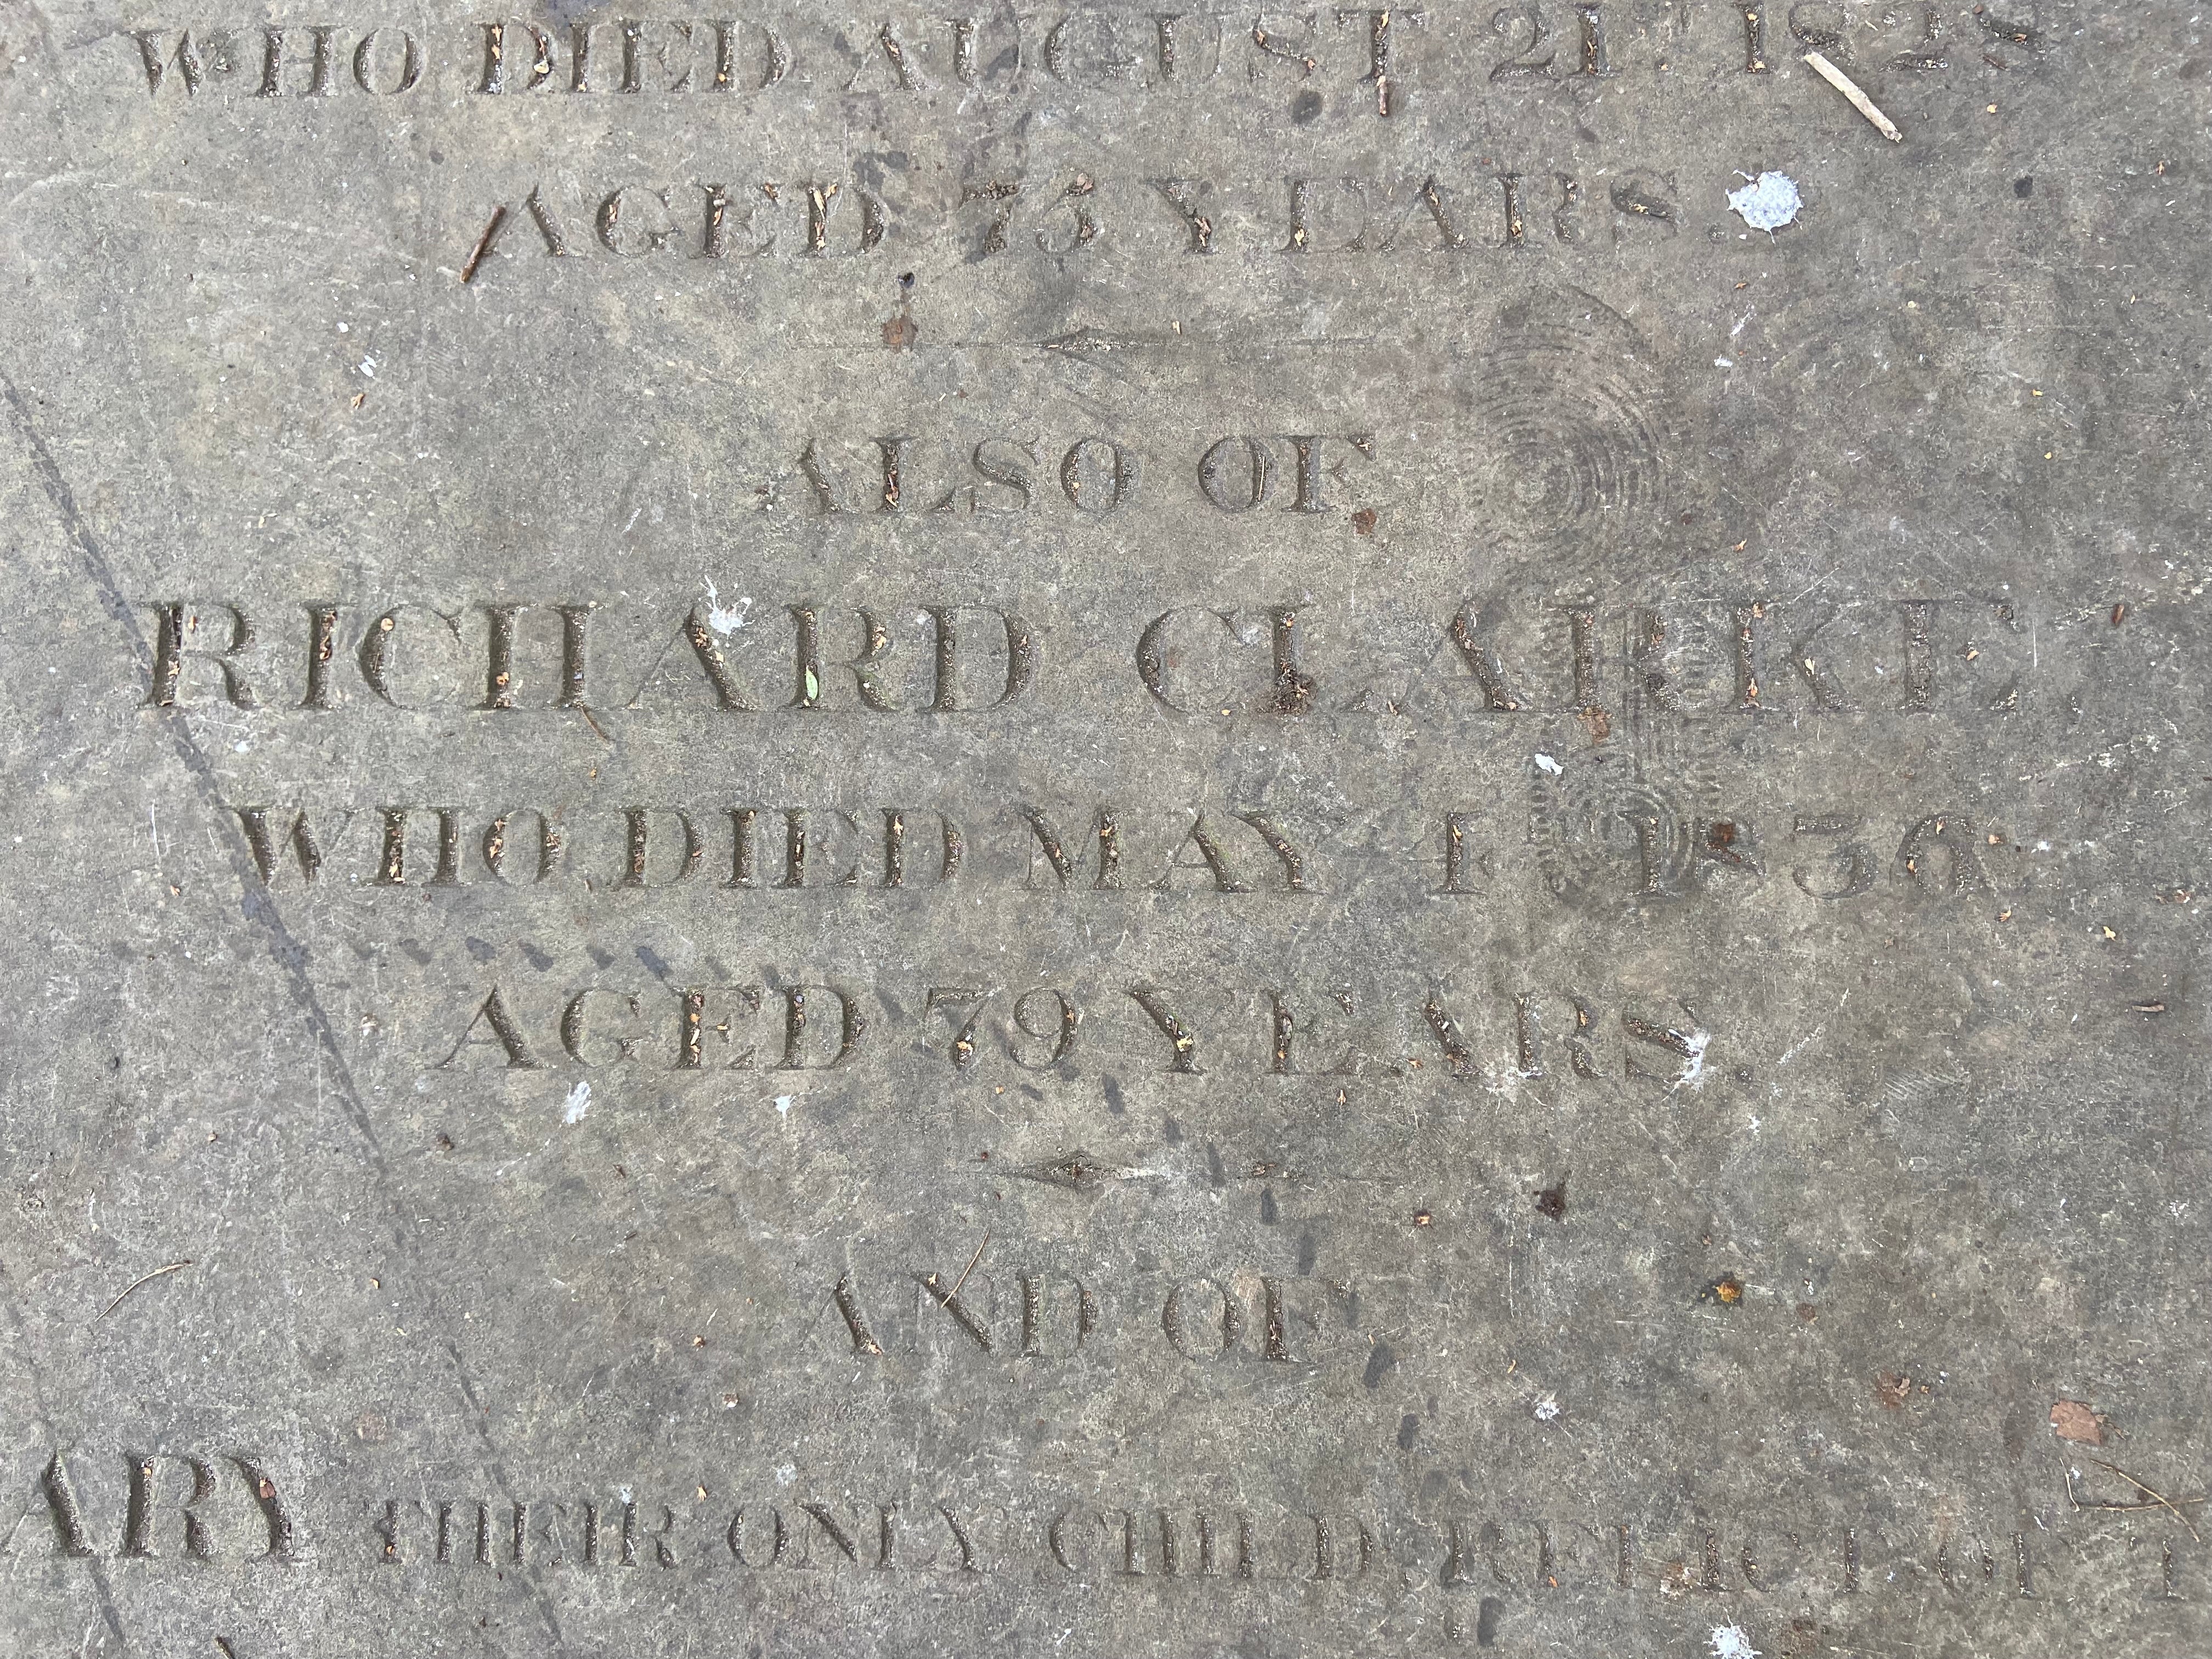 WHO DIED AUGUST 21ST 1828
AGED 75 YEARS.
ALSO OF
RICHARD CLARKE,
WHO DIED MAY 1836
AGED 79 YEARS.
AND OF
ARY THEIR ONLY CHILD, RELICT OF